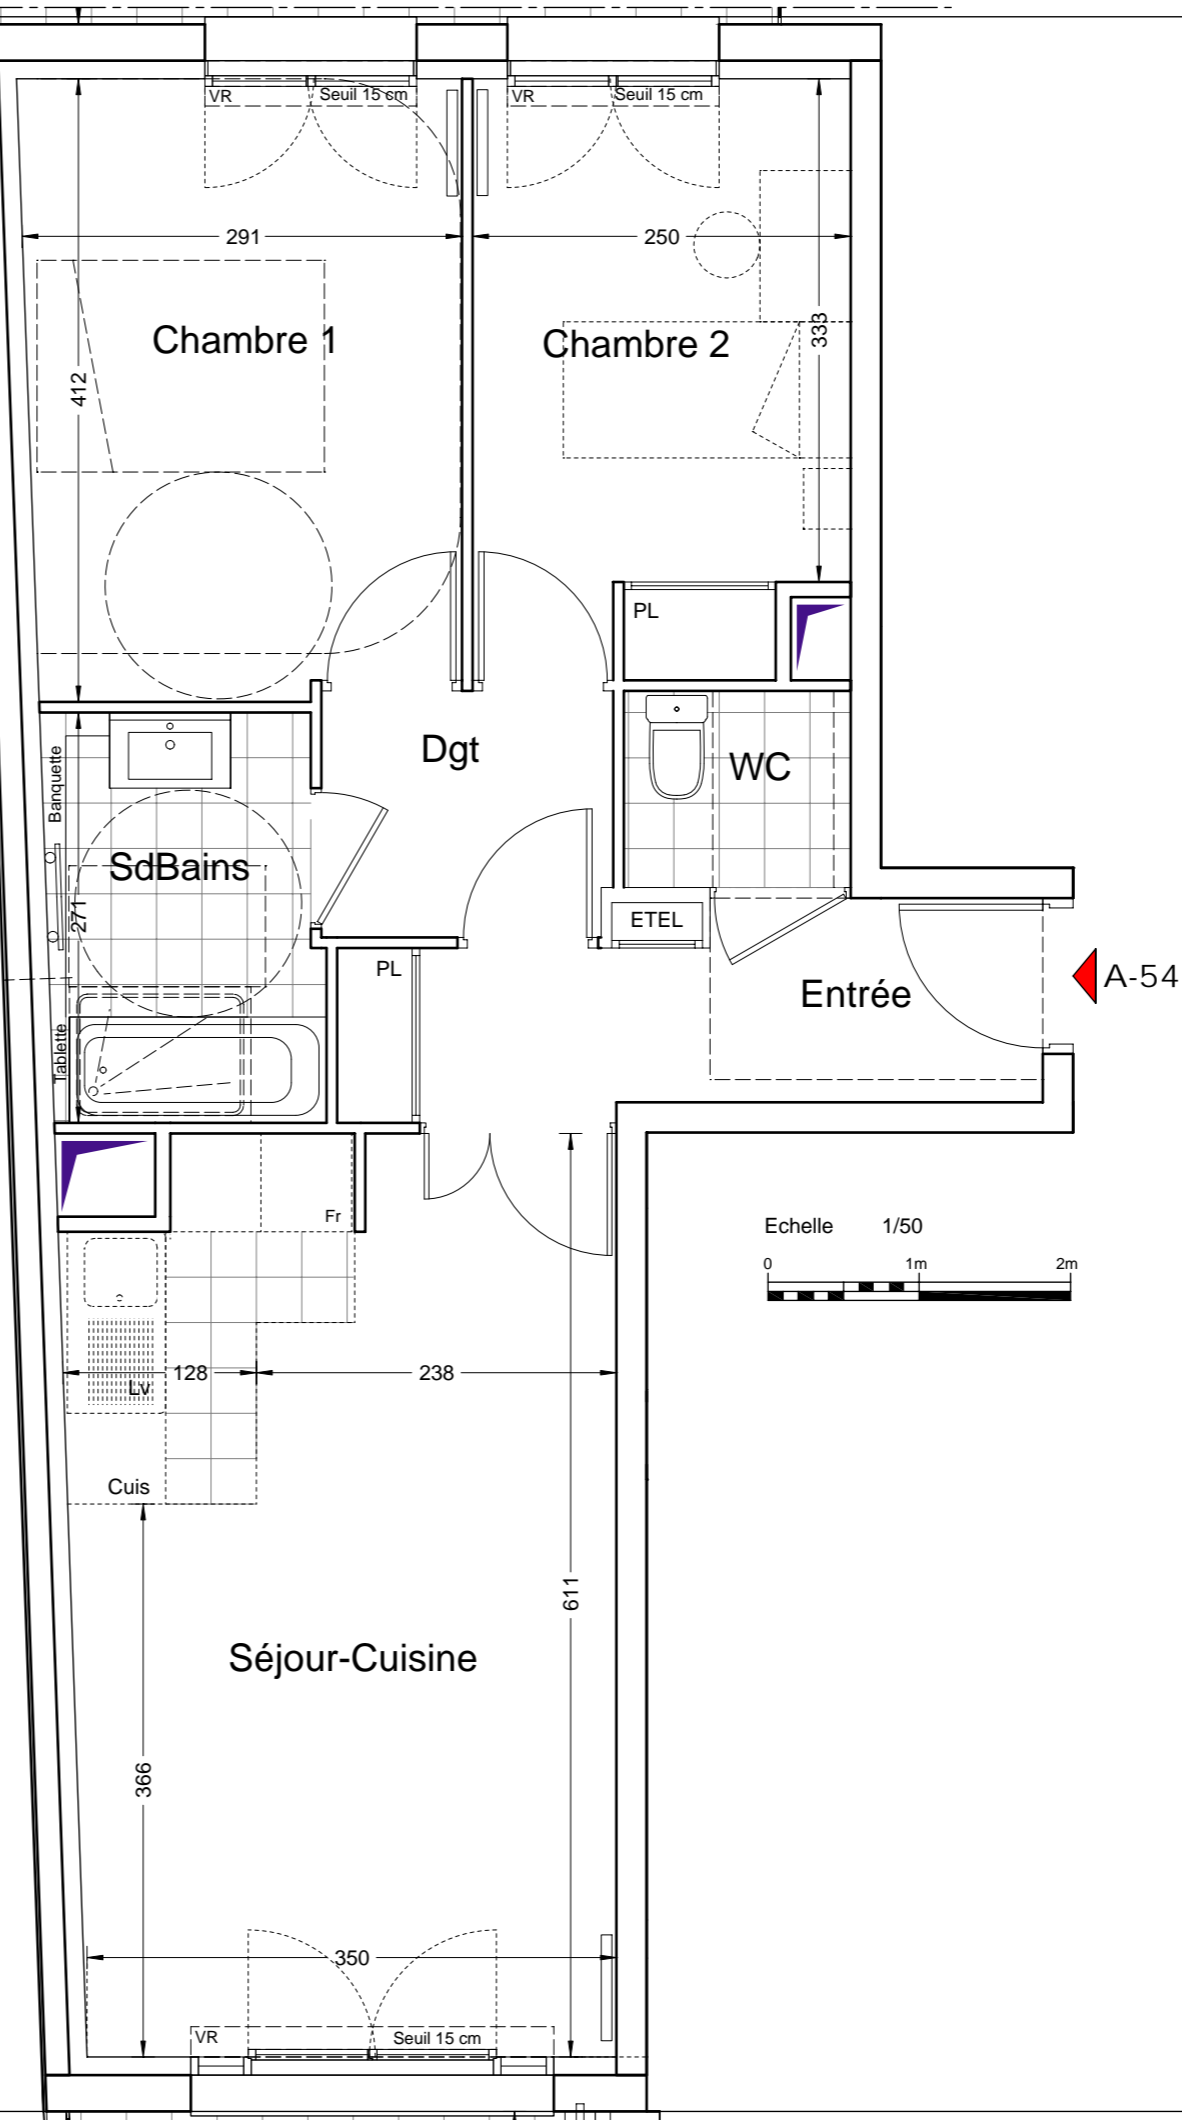 VR
Seuil 15 cm
VR
Seuil 15 cm
291
250
Chambre 1
Chambre 2
333
412
PL
Dgt
WC
Banquette
SdBains
271
ETEL
PL
Entrée
A-54
Tablette
Fr
Echelle 1/50
0 1m 2m
128
238
Lv
Cuis
611
Séjour-Cuisine
366
350
VR
Seuil 15 cm